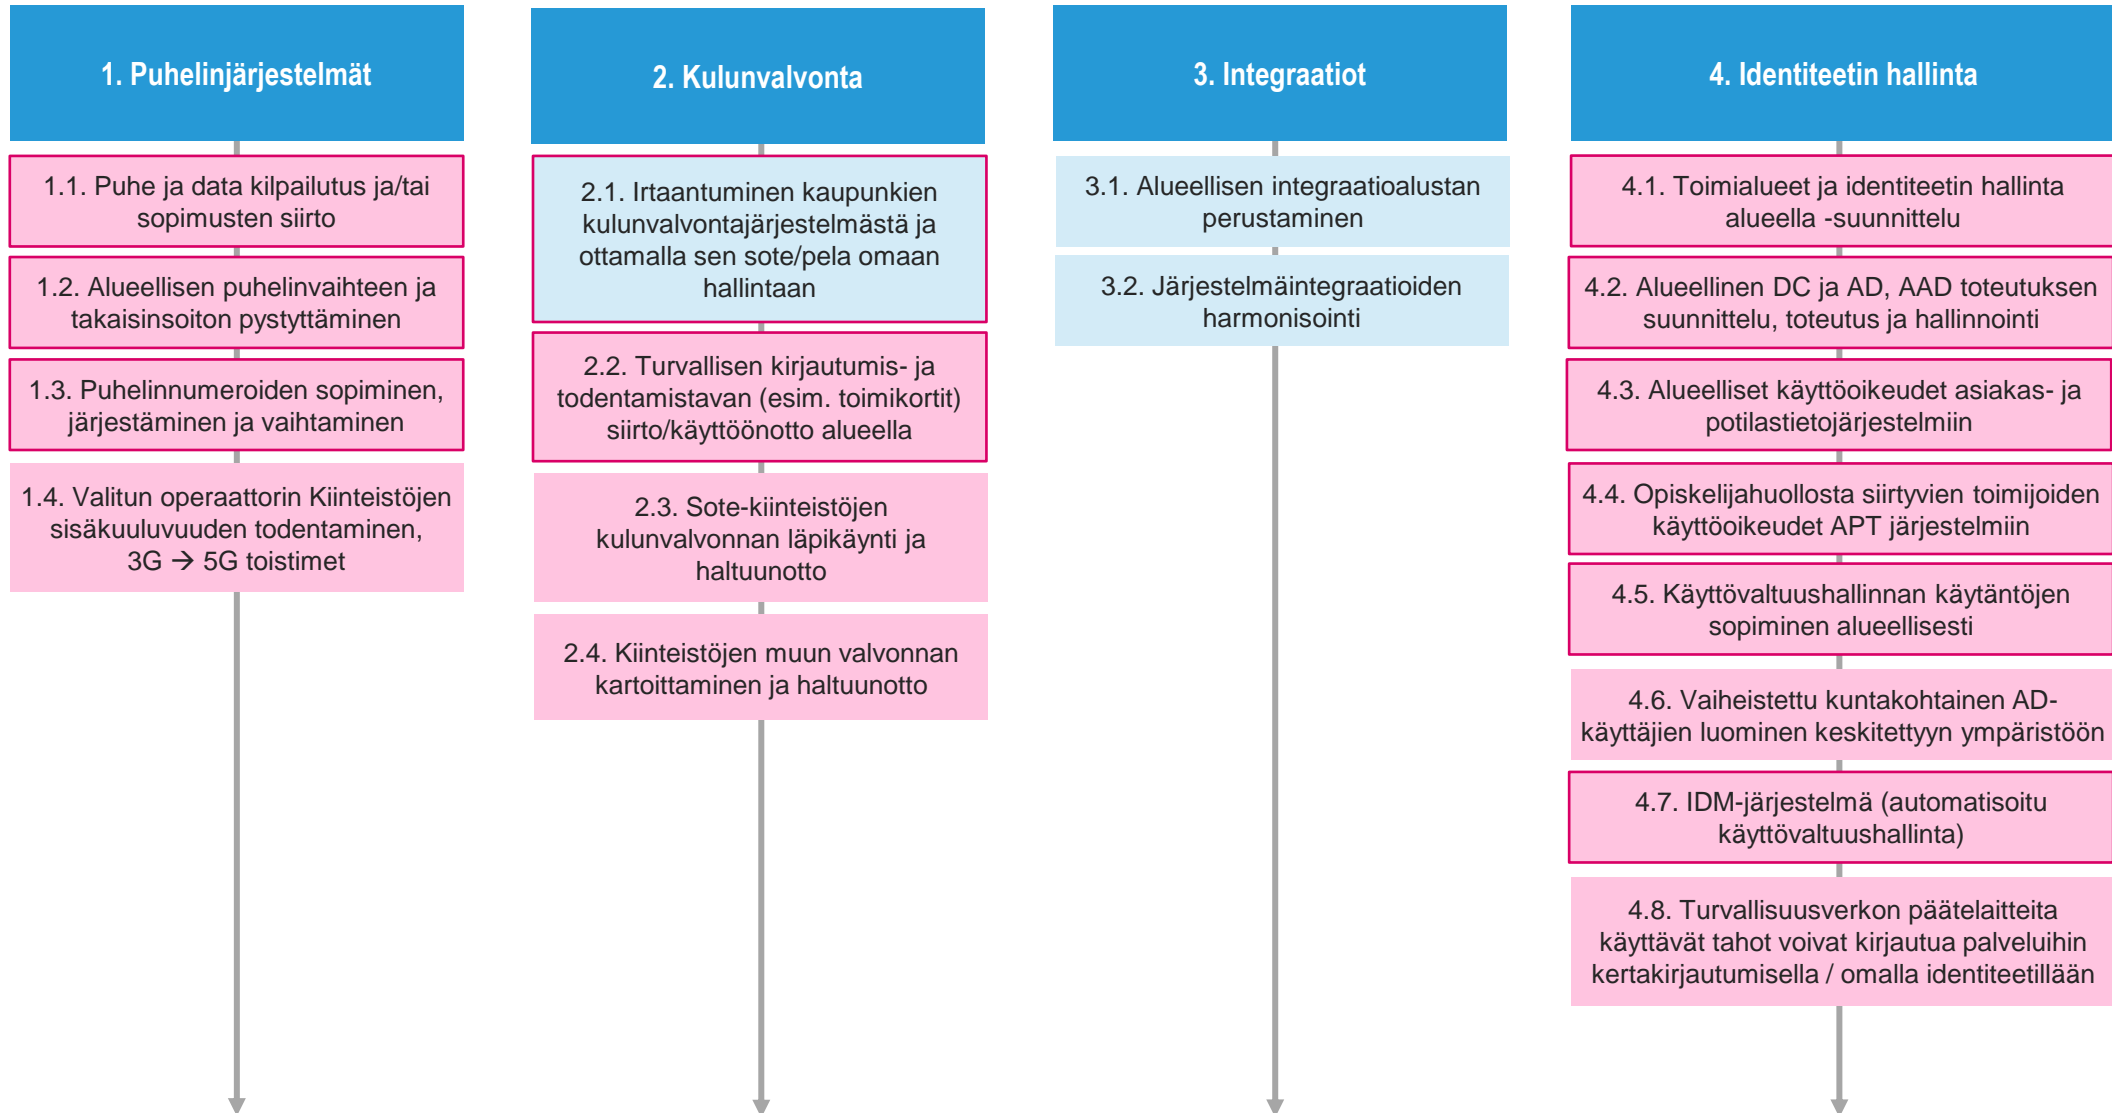 1. Puhelinjärjestelmät
1.1. Puhe ja data kilpailutus ja/tai
sopimusten siirto
1.2. Alueellisen puhelinvaihteen ja
takaisinsoiton pystyttäminen
1.3. Puhelinnumeroiden sopiminen,
järjestäminen ja vaihtaminen
1.4. Valitun operaattorin Kiinteistöjen
sisäkuuluvuuden todentaminen,
3G → 5G toistimet
2. Kulunvalvonta
2.1. Irtaantuminen kaupunkien
kulunvalvontajärjestelmästä ja
ottamalla sen sote/pela omaan
hallintaan
2.2. Turvallisen kirjautumis- ja
todentamistavan (esim. toimikortit)
siirto/käyttöönotto alueella
2.3. Sote-kiinteistöjen
kulunvalvonnan läpikäynti ja
haltuunotto
2.4. Kiinteistöjen muun valvonnan
kartoittaminen ja haltuunotto
3. Integraatiot
3.1. Alueellisen integraatioalustan
perustaminen
3.2. Järjestelmäintegraatioiden
harmonisointi
4. Identiteetin hallinta
4.1. Toimialueet ja identiteetin hallinta
alueella -suunnittelu
4.2. Alueellinen DC ja AD, AAD toteutuksen
suunnittelu, toteutus ja hallinnointi
4.3. Alueelliset käyttöoikeudet asiakas- ja
potilastietojärjestelmiin
4.4. Opiskelijahuollosta siirtyvien toimijoiden
käyttöoikeudet APT järjestelmiin
4.5. Käyttövaltuushallinnan käytäntöjen
sopiminen alueellisesti
4.6. Vaiheistettu kuntakohtainen AD-
käyttäjien luominen keskitettyyn ympäristöön
4.7. IDM-järjestelmä (automatisoitu
käyttövaltuushallinta)
4.8. Turvallisuusverkon päätelaitteita
käyttävät tahot voivat kirjautua palveluihin
kertakirjautumisella / omalla identiteetillään